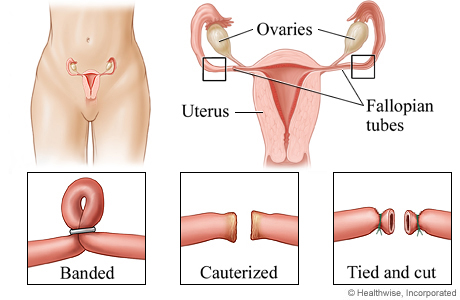 Ovaries
Uterus
Fallopian
tubes
Banded
Cauterized
Tied and cut
© Healthwise, Incorporated